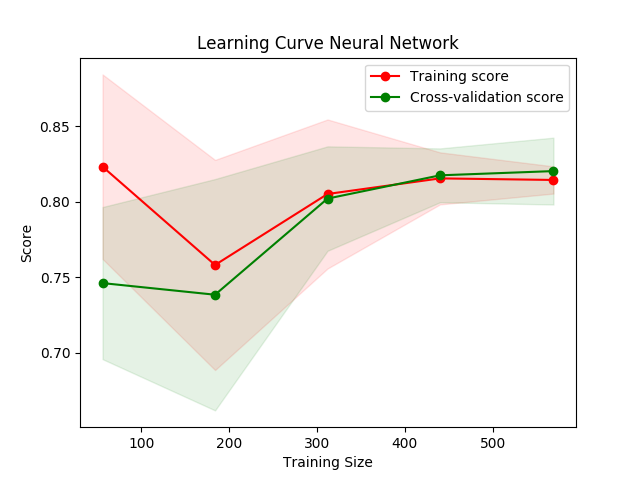 Learning Curve Neural Network
Training score
Cross-validation score
0.85
0.80
0.75
0.70
Score
100 200 300 400 500
Training Size